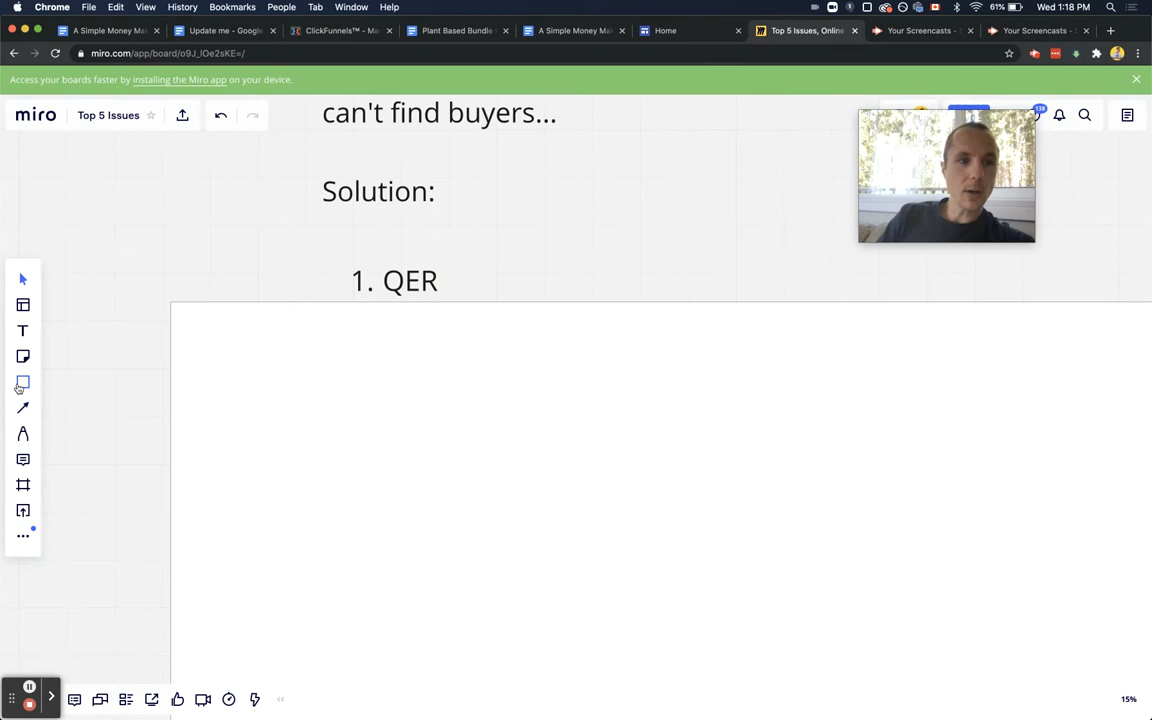 Chrome File Edit View History Bookmarks People Tab Window Help 61% Wed 1:18 PM
A Simple Money Ma Update me - Google ClickFunnels™ - Ma Plant Based Bundle A Simple Money Ma Home Top 5 Issues, Online Your Screencasts - S Your Screencasts -
miro.com/app/board/o9J_lOe2sKE=/
Access your boards faster by installing the Miro app on your device.
miro Top 5 Issues 138
can't find buyers...
Solution:
1. QER
T
15%